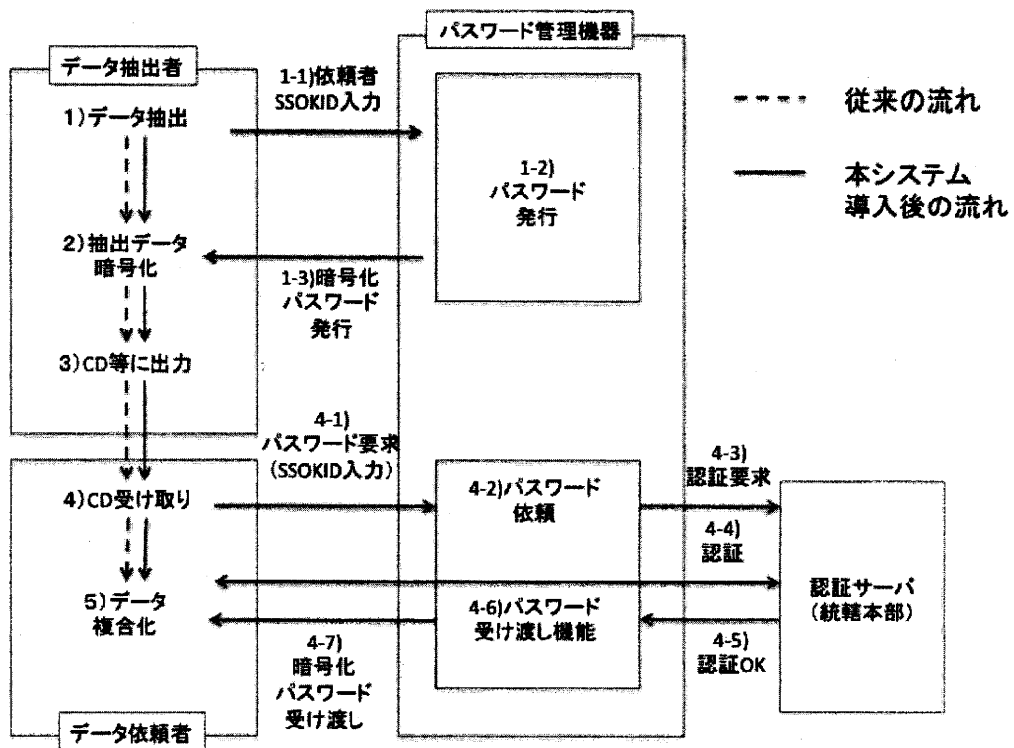 パスワード管理機器
データ抽出者
1-1)依頼者
SSOKID入力
1）データ抽出
1-2)
パスワード
発行
従来の流れ
本システム
導入後の流れ
2）抽出データ
暗号化
1-3)暗号化
パスワード
発行
3）CD等に出力
4-1)
パスワード要求
（SSOKID入力）
4-3)
認証要求
4）CD受け取り
4-2)パスワード
依頼
4-4)
認証
認証サーバ
（統轄本部）
5）データ
複合化
4-6)パスワード
受け渡し機能
4-5)
認証OK
4-7)
暗号化
パスワード
受け渡し
データ依頼者